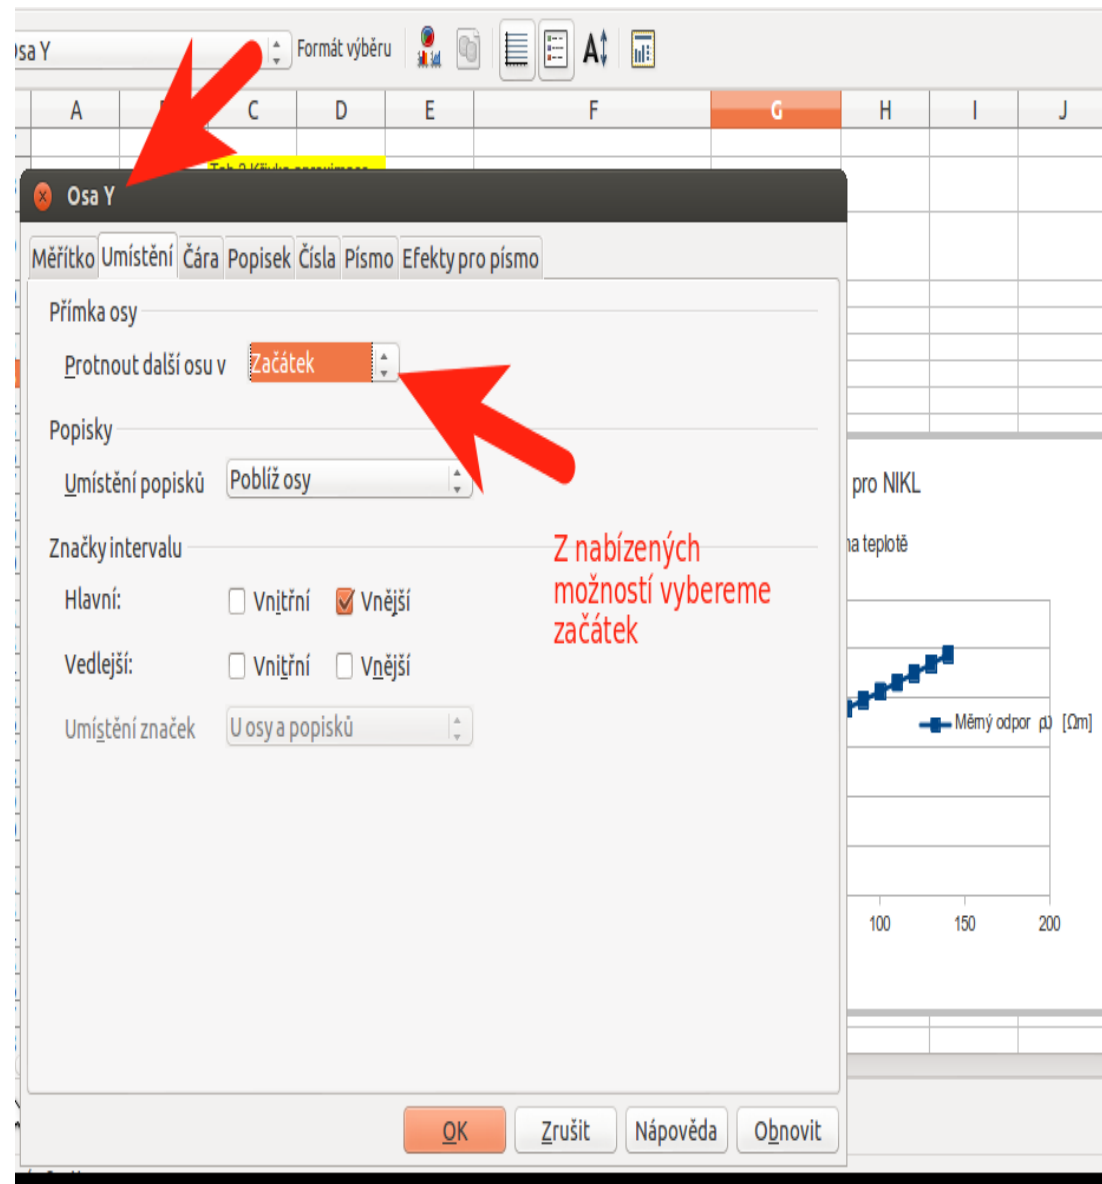 Osa Y
Formát výběru
A C D E F G H I J
Osa Y
Měřítko Umístění Čára Popisek Čísla Písmo Efekty pro písmo
Přímka osy
Protnout další osu v Začátek
Popisky
Umístění popisků Poblíž osy
pro NIKL
Značky intervalu
na teplotě
Z nabízených
možností vybereme
začátek
Hlavní: Vnitřní Vnější
Vedlejší: Vnitřní Vnější
Umístění značek U osy a popisků
Měrný odpor [Ωm]
100 150 200
OK Zrušit Nápověda Obnovit